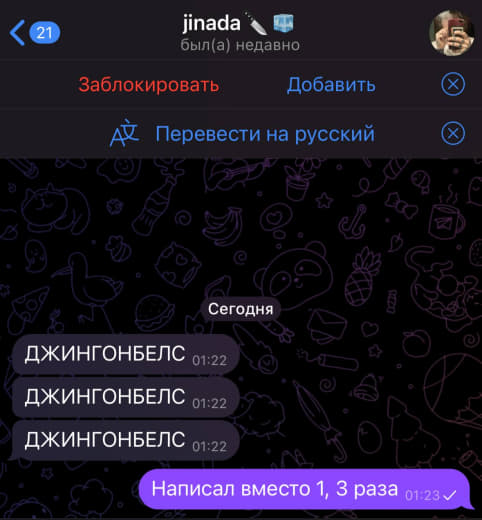 21
jinada🔪🧊
был(а) недавно
Заблокировать Добавить
Перевести на русский
Сегодня
ДЖИНГОНБЕЛС 01:22
ДЖИНГОНБЕЛС 01:22
ДЖИНГОНБЕЛС 01:22
Написал вместо 1, 3 раза 01:23